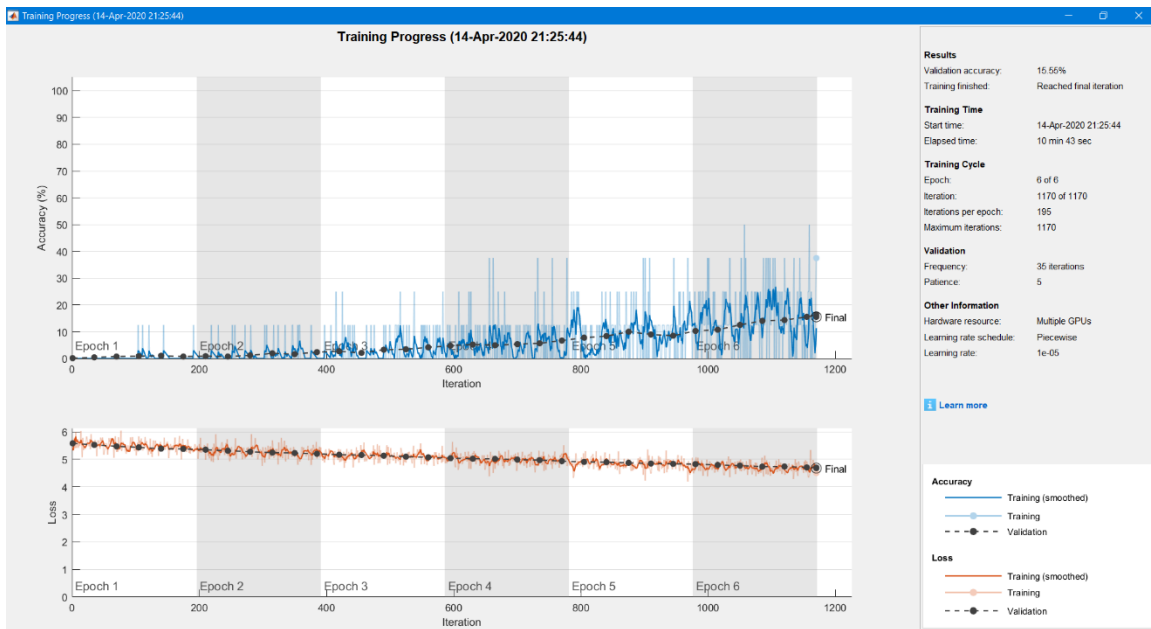 Training Progress (14-Apr-2020 21:25:44)
Training Progress (14-Apr-2020 21:25:44)
Accuracy (%)
100
90
80
70
60
50
40
30
20
10
0
Epoch 1
Epoch 2
Epoch 3
Epoch 4
Epoch 5
Epoch 6
Final
0
200
400
600
800
1000
1200
Iteration
Loss
6
5
4
3
2
1
0
Epoch 1
Epoch 2
Epoch 3
Epoch 4
Epoch 5
Epoch 6
Final
0
200
400
600
800
1000
1200
Iteration
Results
Validation accuracy: 15.55%
Training finished: Reached final iteration
Training Time
Start time: 14-Apr-2020 21:25:44
Elapsed time: 10 min 43 sec
Training Cycle
Epoch: 6 of 6
Iteration: 1170 of 1170
Iterations per epoch: 195
Maximum iterations: 1170
Validation
Frequency: 35 iterations
Patience: 5
Other Information
Hardware resource: Multiple GPUs
Learning rate schedule: Piecewise
Learning rate: 1e-05
i Learn more
Accuracy
Training (smoothed)
Training
Validation
Loss
Training (smoothed)
Training
Validation